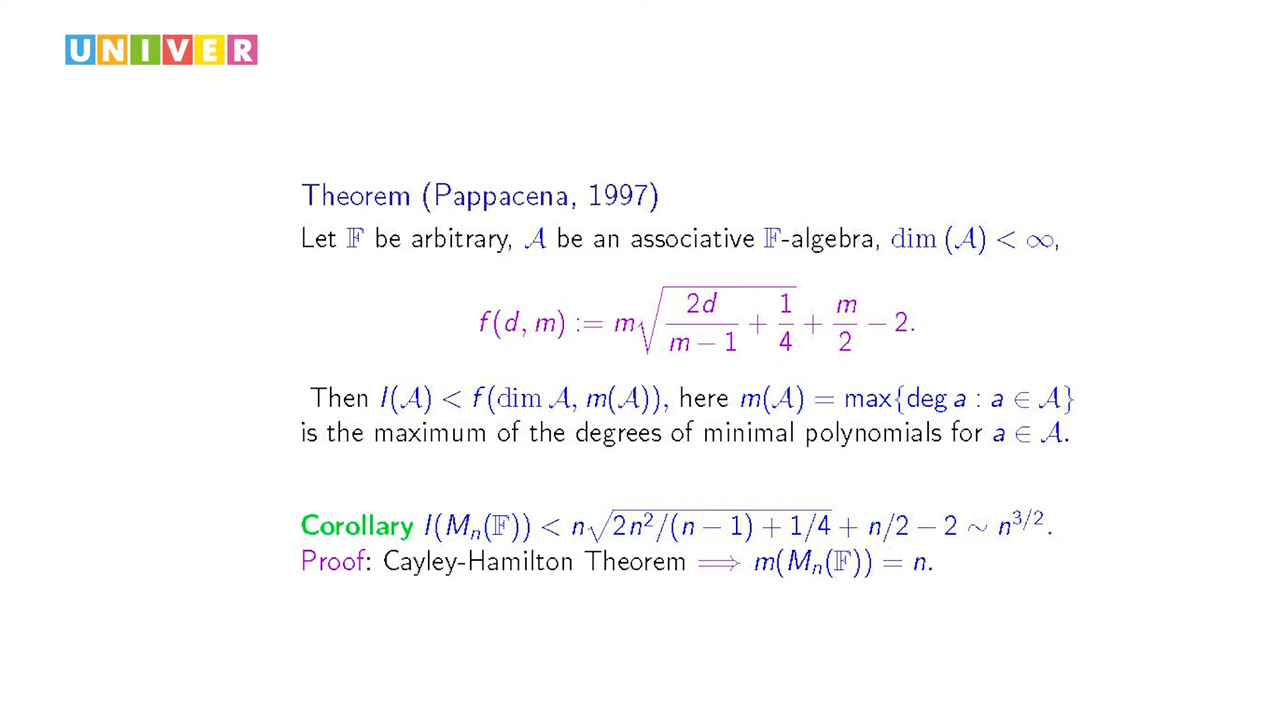 UNIVER
Theorem (Pappacena, 1997)
Let 𝔽 be arbitrary, 𝒜 be an associative 𝔽-algebra, dim (𝒜) < ∞,
f(d, m) := m√(2d/(m − 1) + 1/4) + m/2 − 2.
Then l(𝒜) < f(dim 𝒜, m(𝒜)), here m(𝒜) = max{deg a : a ∈ 𝒜}
is the maximum of the degrees of minimal polynomials for a ∈ 𝒜.
Corollary l(Mₙ(𝔽)) < n√(2n²/(n − 1) + 1/4) + n/2 − 2 ∼ n^{3/2}.
Proof: Cayley-Hamilton Theorem ⟹ m(Mₙ(𝔽)) = n.